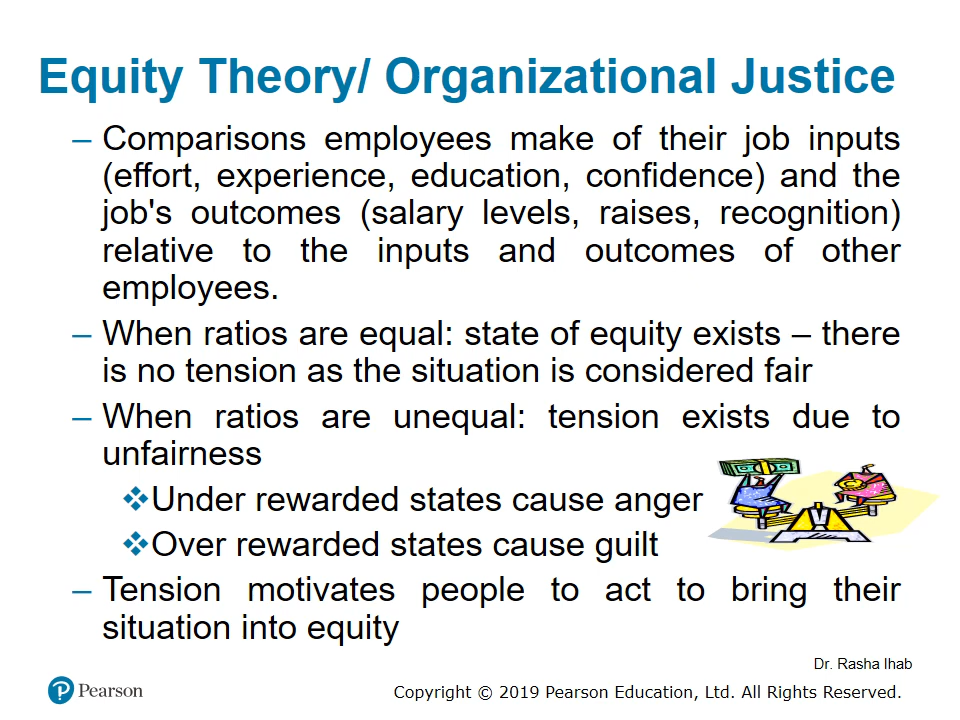 Equity Theory/ Organizational Justice
– Comparisons employees make of their job inputs
(effort, experience, education, confidence) and the
job's outcomes (salary levels, raises, recognition)
relative to the inputs and outcomes of other
employees.
– When ratios are equal: state of equity exists – there
is no tension as the situation is considered fair
– When ratios are unequal: tension exists due to
unfairness
❖Under rewarded states cause anger
❖Over rewarded states cause guilt
– Tension motivates people to act to bring their
situation into equity
Dr. Rasha Ihab
Pearson
Copyright © 2019 Pearson Education, Ltd. All Rights Reserved.